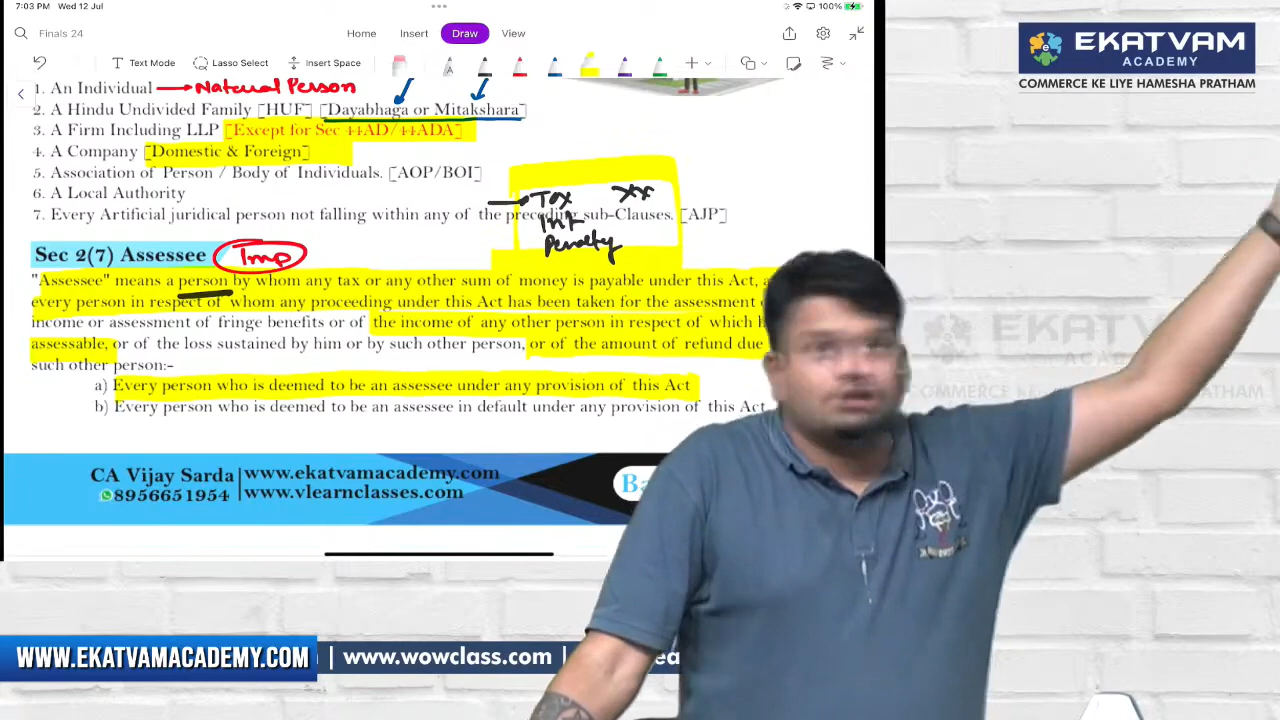 7:03 PM Wed 12 Jul
100%
Finals 24
Home Insert Draw View
Text Mode Lasso Select Insert Space
1. An Individual → Natural Person
2. A Hindu Undivided Family [HUF] [Dayabhaga or Mitakshara]
3. A Firm Including LLP [Except for Sec 44AD/44ADA]
4. A Company [Domestic & Foreign]
5. Association of Person / Body of Individuals. [AOP/BOI]
6. A Local Authority
7. Every Artificial juridical person not falling within any of the preceding sub-Clauses. [AJP]
Tax xx
Int
Penalty
Sec 2(7) Assessee Imp
"Assessee" means a person by whom any tax or any other sum of money is payable under this Act,
every person in respect of whom any proceeding under this Act has been taken for the assessment
income or assessment of fringe benefits or of the income of any other person in respect of which
assessable, or of the loss sustained by him or by such other person, or of the amount of refund due
such other person:-
a) Every person who is deemed to be an assessee under any provision of this Act
b) Every person who is deemed to be an assessee in default under any provision of this Act
CA Vijay Sarda | www.ekatvamacademy.com
8956651954 | www.vlearnclasses.com
EKATVAM
ACADEMY
COMMERCE KE LIYE HAMESHA PRATHAM
EKATVAM
COMMERCE KE LIYE HAMESHA PRATHAM
WWW.EKATVAMACADEMY.COM
| www.wowclass.com |